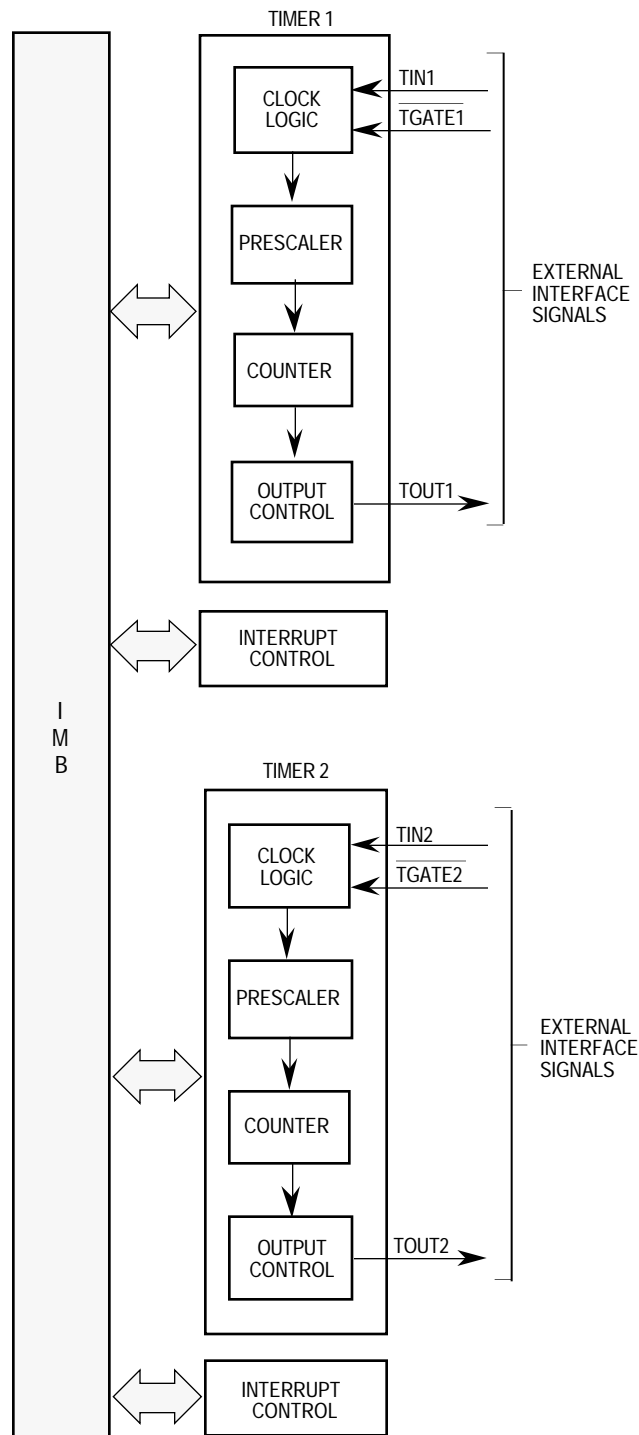 TIMER 1
CLOCK
LOGIC
TIN1
TGATE1
PRESCALER
EXTERNAL
INTERFACE
SIGNALS
COUNTER
OUTPUT
CONTROL
TOUT1
INTERRUPT
CONTROL
I
M
B
TIMER 2
CLOCK
LOGIC
TIN2
TGATE2
PRESCALER
EXTERNAL
INTERFACE
SIGNALS
COUNTER
OUTPUT
CONTROL
TOUT2
INTERRUPT
CONTROL